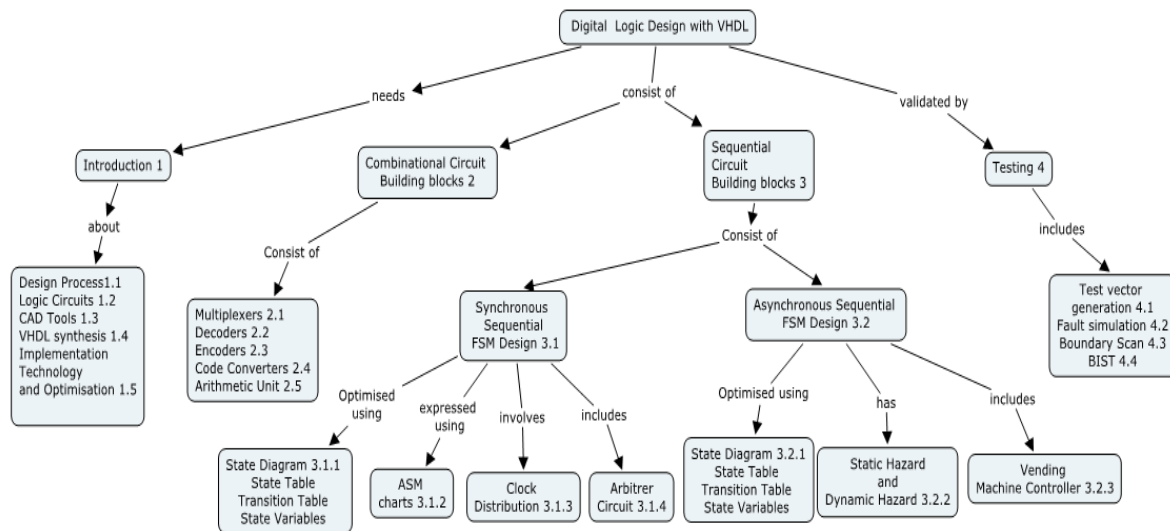 Digital Logic Design with VHDL
needs
consist of
validated by
Introduction 1
Combinational Circuit
Building blocks 2
Sequential
Circuit
Building blocks 3
Testing 4
about
Consist of
Consist of
includes
Design Process1.1
Logic Circuits 1.2
CAD Tools 1.3
VHDL synthesis 1.4
Implementation
Technology
and Optimisation 1.5
Multiplexers 2.1
Decoders 2.2
Encoders 2.3
Code Converters 2.4
Arithmetic Unit 2.5
Synchronous
Sequential
FSM Design 3.1
Asynchronous Sequential
FSM Design 3.2
Test vector
generation 4.1
Fault simulation 4.2
Boundary Scan 4.3
BIST 4.4
Optimised
using
expressed
using
involves
includes
Optimised using
has
includes
State Diagram 3.1.1
State Table
Transition Table
State Variables
ASM
charts 3.1.2
Clock
Distribution 3.1.3
Arbitrer
Circuit 3.1.4
State Diagram 3.2.1
State Table
Transition Table
State Variables
Static Hazard
and
Dynamic Hazard 3.2.2
Vending
Machine Controller 3.2.3